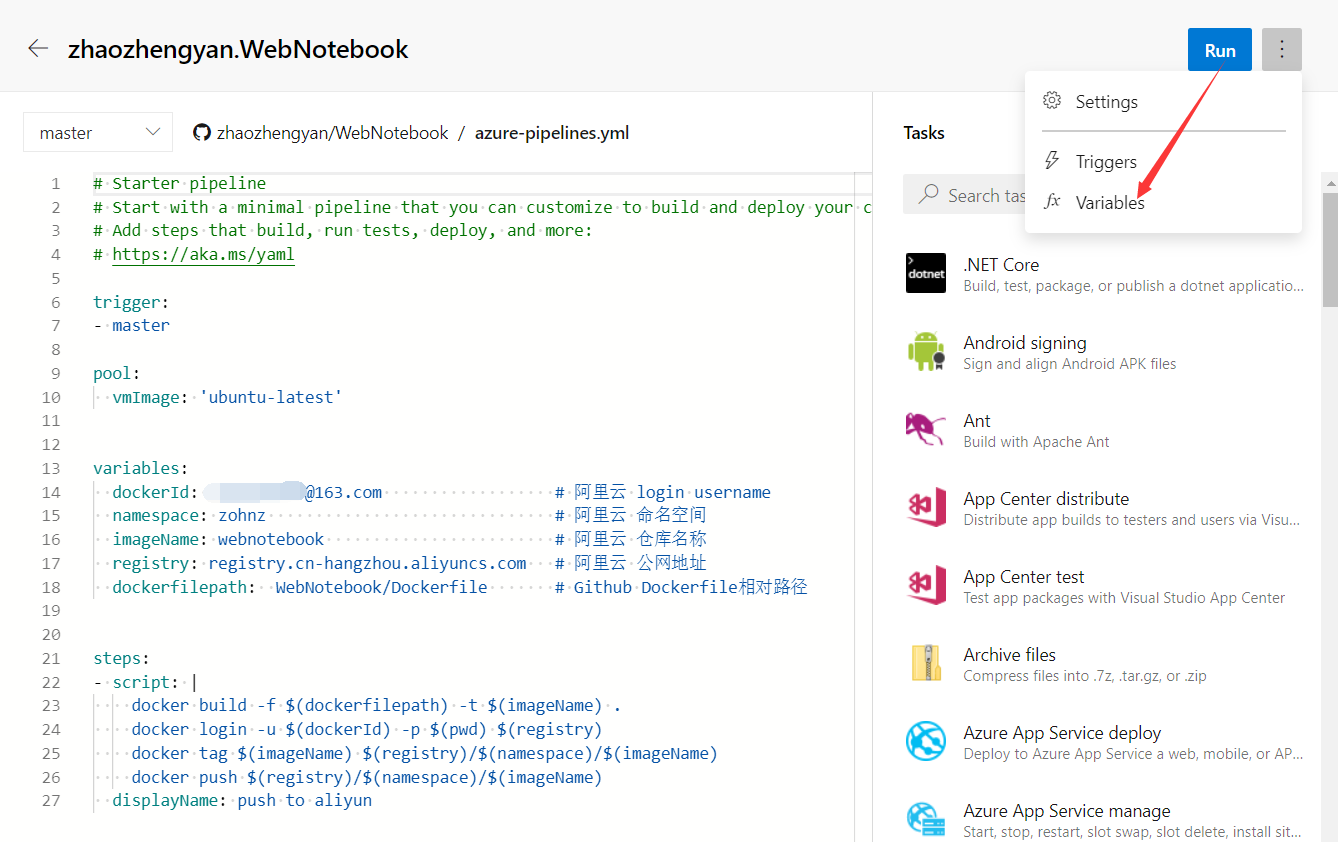 zhaozhengyan.WebNotebook
Run
Settings
Triggers
Variables
master
zhaozhengyan/WebNotebook / azure-pipelines.yml
1 # Starter pipeline
2 # Start with a minimal pipeline that you can customize to build and deploy your c
3 # Add steps that build, run tests, deploy, and more:
4 # https://aka.ms/yaml
5
6 trigger:
7 - master
8
9 pool:
10 vmImage: 'ubuntu-latest'
11
12
13 variables:
14 dockerId: @163.com # 阿里云 login username
15 namespace: zohnz # 阿里云 命名空间
16 imageName: webnotebook # 阿里云 仓库名称
17 registry: registry.cn-hangzhou.aliyuncs.com # 阿里云 公网地址
18 dockerfilepath: WebNotebook/Dockerfile # Github Dockerfile相对路径
19
20
21 steps:
22 - script: |
23 docker build -f $(dockerfilepath) -t $(imageName) .
24 docker login -u $(dockerId) -p $(pwd) $(registry)
25 docker tag $(imageName) $(registry)/$(namespace)/$(imageName)
26 docker push $(registry)/$(namespace)/$(imageName)
27 displayName: push to aliyun
Tasks
Search tas
dotnet
.NET Core
Build, test, package, or publish a dotnet applicatio...
Android signing
Sign and align Android APK files
Ant
Build with Apache Ant
App Center distribute
Distribute app builds to testers and users via Visu...
App Center test
Test app packages with Visual Studio App Center
Archive files
Compress files into .7z, .tar.gz, or .zip
Azure App Service deploy
Deploy to Azure App Service a web, mobile, or AP...
Azure App Service manage
Start, stop, restart, slot swap, slot delete, install sit...